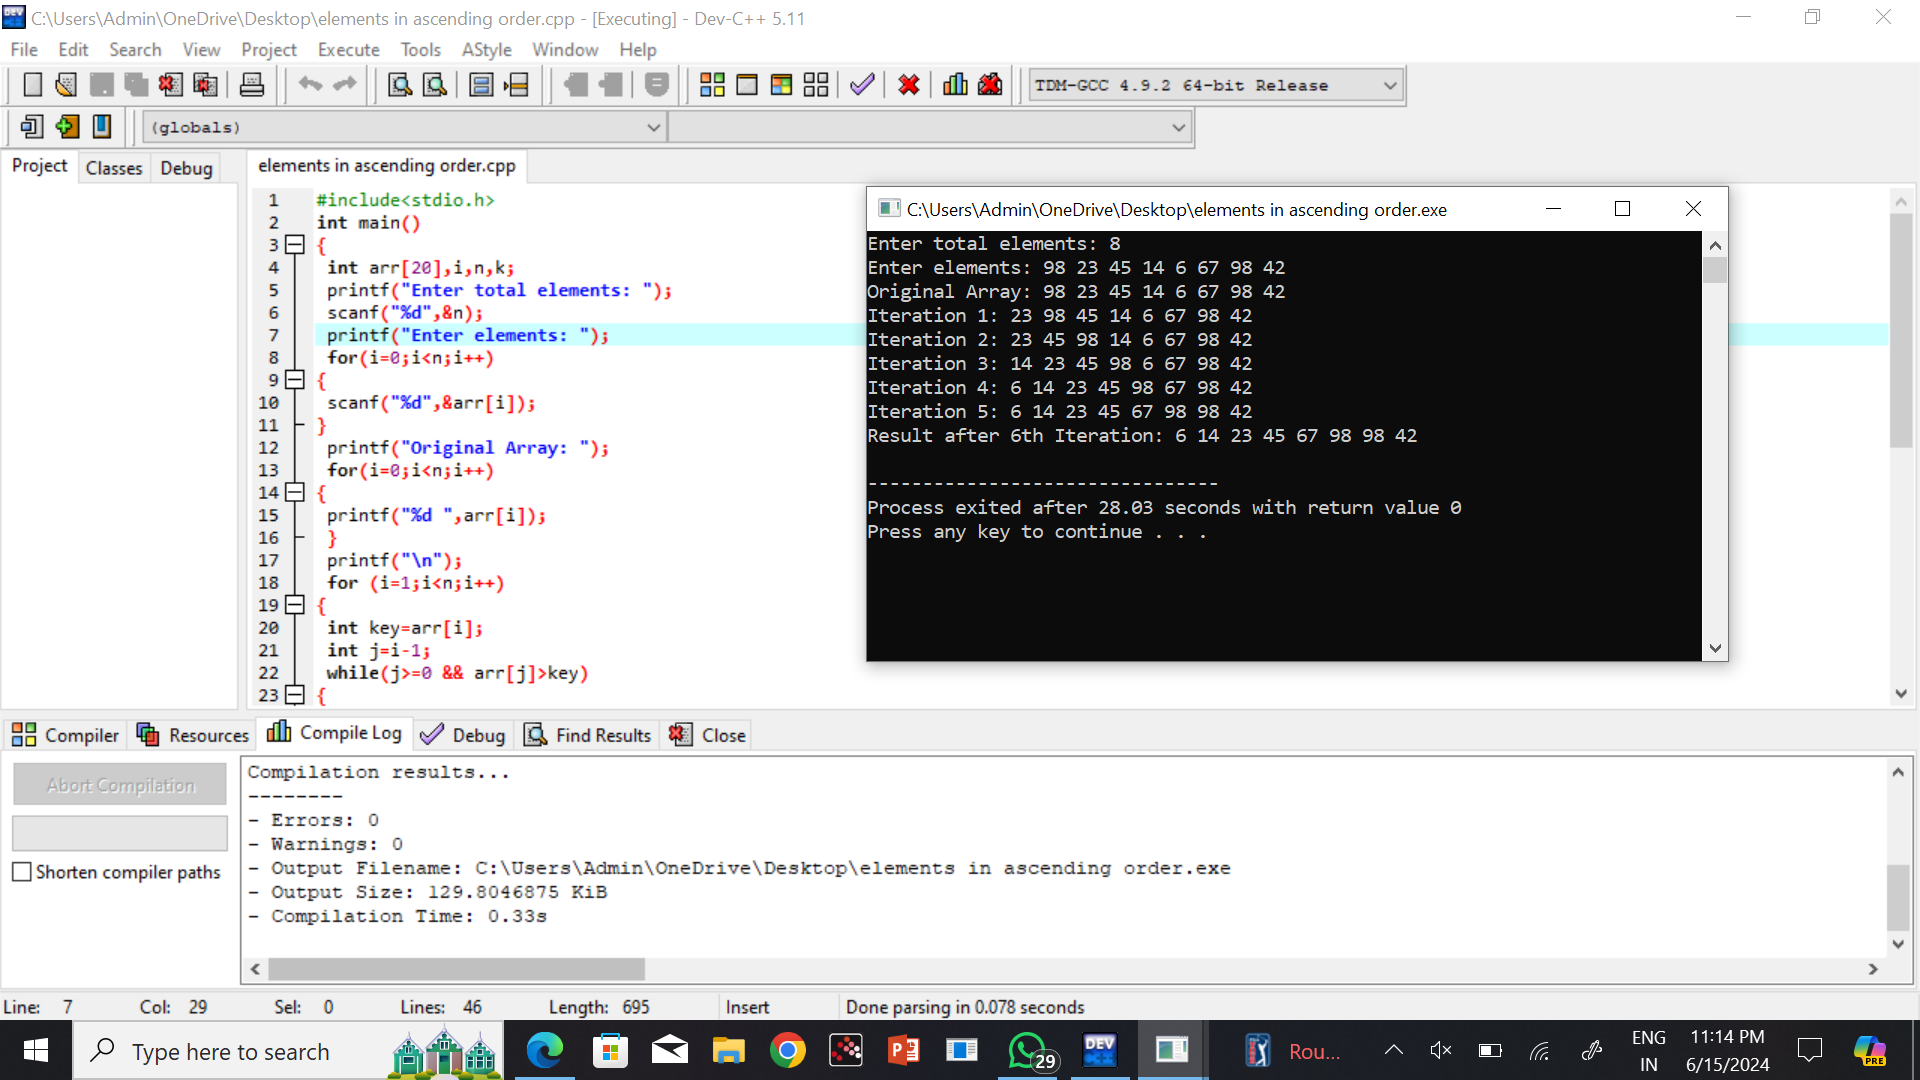 C:\Users\Admin\OneDrive\Desktop\elements in ascending order.cpp - [Executing] - Dev-C++ 5.11
File Edit Search View Project Execute Tools AStyle Window Help
TDM-GCC 4.9.2 64-bit Release
(globals)
Project Classes Debug
elements in ascending order.cpp
1 #include<stdio.h>
2 int main()
3 {
4 int arr[20],i,n,k;
5 printf("Enter total elements: ");
6 scanf("%d",&n);
7 printf("Enter elements: ");
8 for(i=0;i<n;i++)
9 {
10 scanf("%d",&arr[i]);
11 }
12 printf("Original Array: ");
13 for(i=0;i<n;i++)
14 {
15 printf("%d ",arr[i]);
16 }
17 printf("\n");
18 for (i=1;i<n;i++)
19 {
20 int key=arr[i];
21 int j=i-1;
22 while(j>=0 && arr[j]>key)
23 {
C:\Users\Admin\OneDrive\Desktop\elements in ascending order.exe
Enter total elements: 8
Enter elements: 98 23 45 14 6 67 98 42
Original Array: 98 23 45 14 6 67 98 42
Iteration 1: 23 98 45 14 6 67 98 42
Iteration 2: 23 45 98 14 6 67 98 42
Iteration 3: 14 23 45 98 6 67 98 42
Iteration 4: 6 14 23 45 98 67 98 42
Iteration 5: 6 14 23 45 67 98 98 42
Result after 6th Iteration: 6 14 23 45 67 98 98 42
--------------------------------
Process exited after 28.03 seconds with return value 0
Press any key to continue . . .
Compiler Resources Compile Log Debug Find Results Close
Abort Compilation
Shorten compiler paths
Compilation results...
--------
- Errors: 0
- Warnings: 0
- Output Filename: C:\Users\Admin\OneDrive\Desktop\elements in ascending order.exe
- Output Size: 129.8046875 KiB
- Compilation Time: 0.33s
Line: 7 Col: 29 Sel: 0 Lines: 46 Length: 695 Insert Done parsing in 0.078 seconds
Type here to search
29
DEV
Rou...
ENG
IN
11:14 PM
6/15/2024
PRE